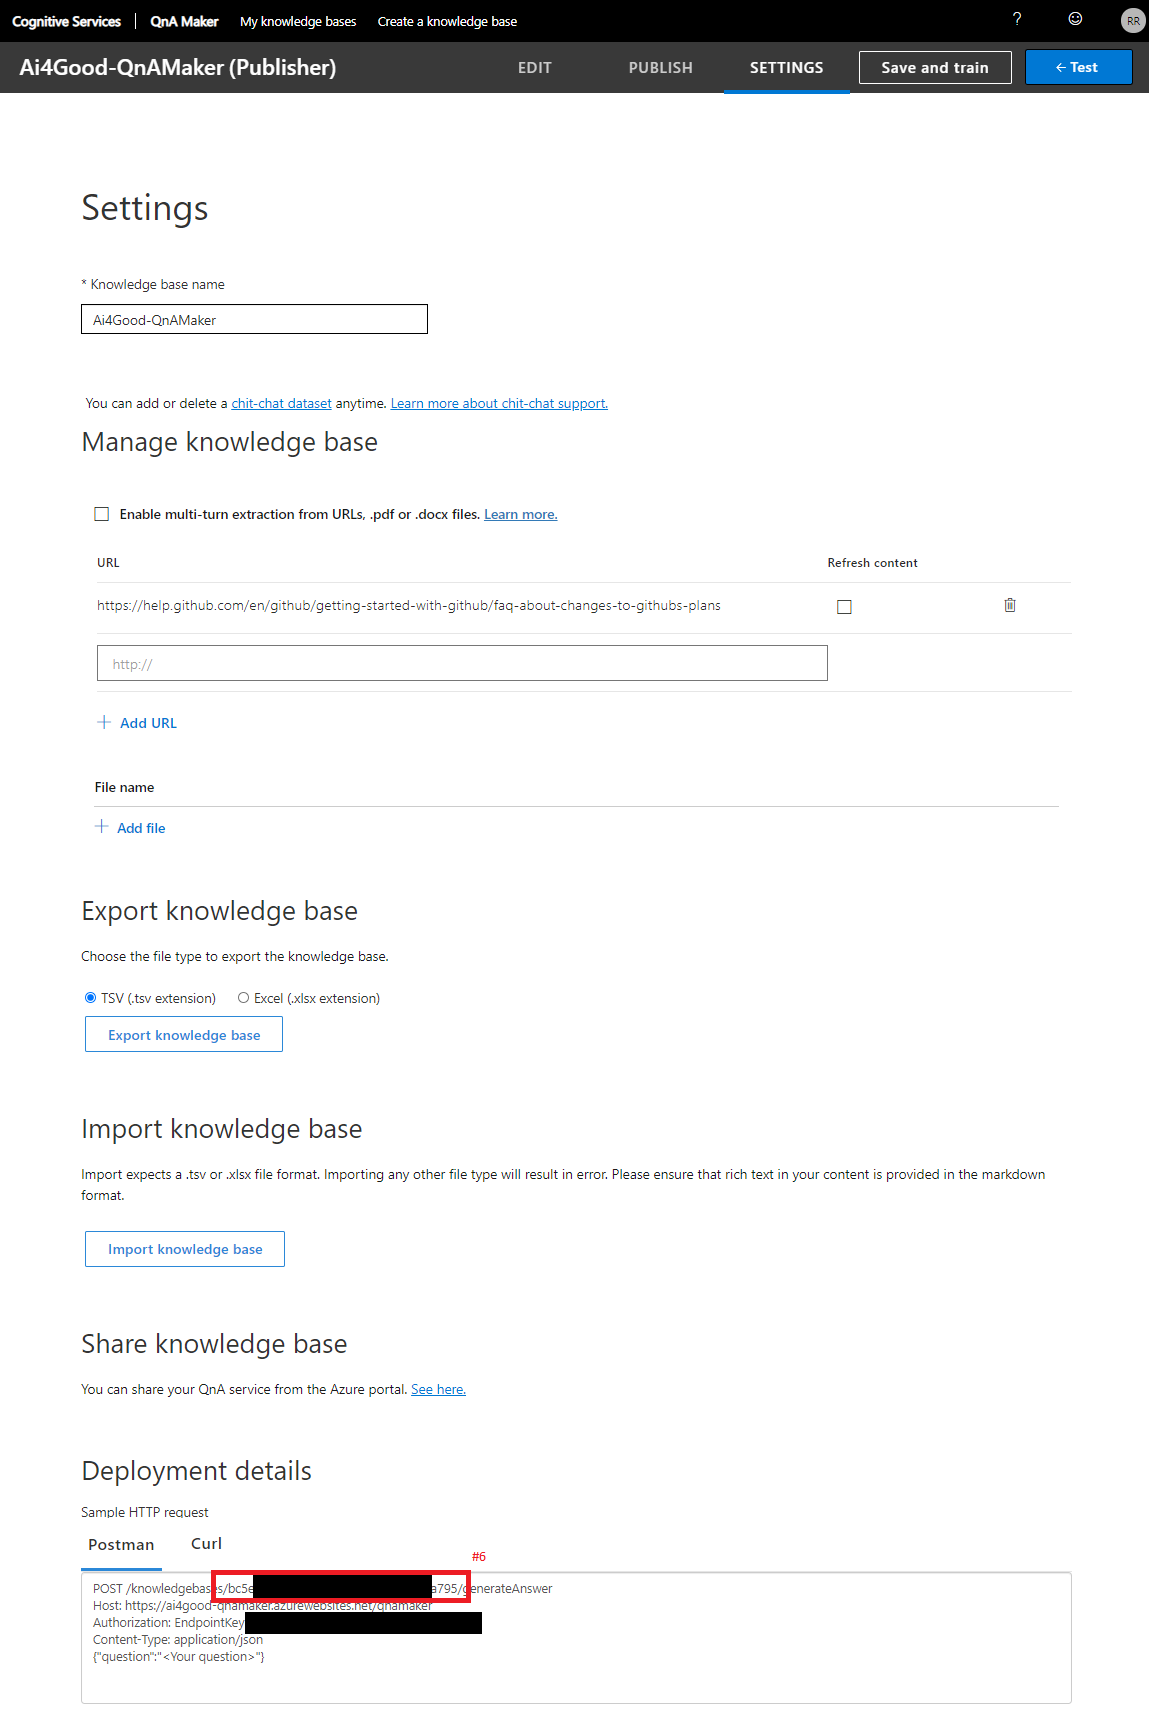 Cognitive Services | QnA Maker My knowledge bases Create a knowledge base ? RR
Ai4Good-QnAMaker (Publisher) EDIT PUBLISH SETTINGS Save and train ← Test
Settings
* Knowledge base name
Ai4Good-QnAMaker
You can add or delete a chit-chat dataset anytime. Learn more about chit-chat support.
Manage knowledge base
Enable multi-turn extraction from URLs, .pdf or .docx files. Learn more.
URL Refresh content
https://help.github.com/en/github/getting-started-with-github/faq-about-changes-to-githubs-plans
http://
+ Add URL
File name
+ Add file
Export knowledge base
Choose the file type to export the knowledge base.
TSV (.tsv extension) Excel (.xlsx extension)
Export knowledge base
Import knowledge base
Import expects a .tsv or .xlsx file format. Importing any other file type will result in error. Please ensure that rich text in your content is provided in the markdown
format.
Import knowledge base
Share knowledge base
You can share your QnA service from the Azure portal. See here.
Deployment details
Sample HTTP request
Postman Curl
#6
POST /knowledgebases/bc5e a795/generateAnswer
Host: https://ai4good-qnamaker.azurewebsites.net/qnamaker
Authorization: EndpointKey
Content-Type: application/json
{"question":"<Your question>"}